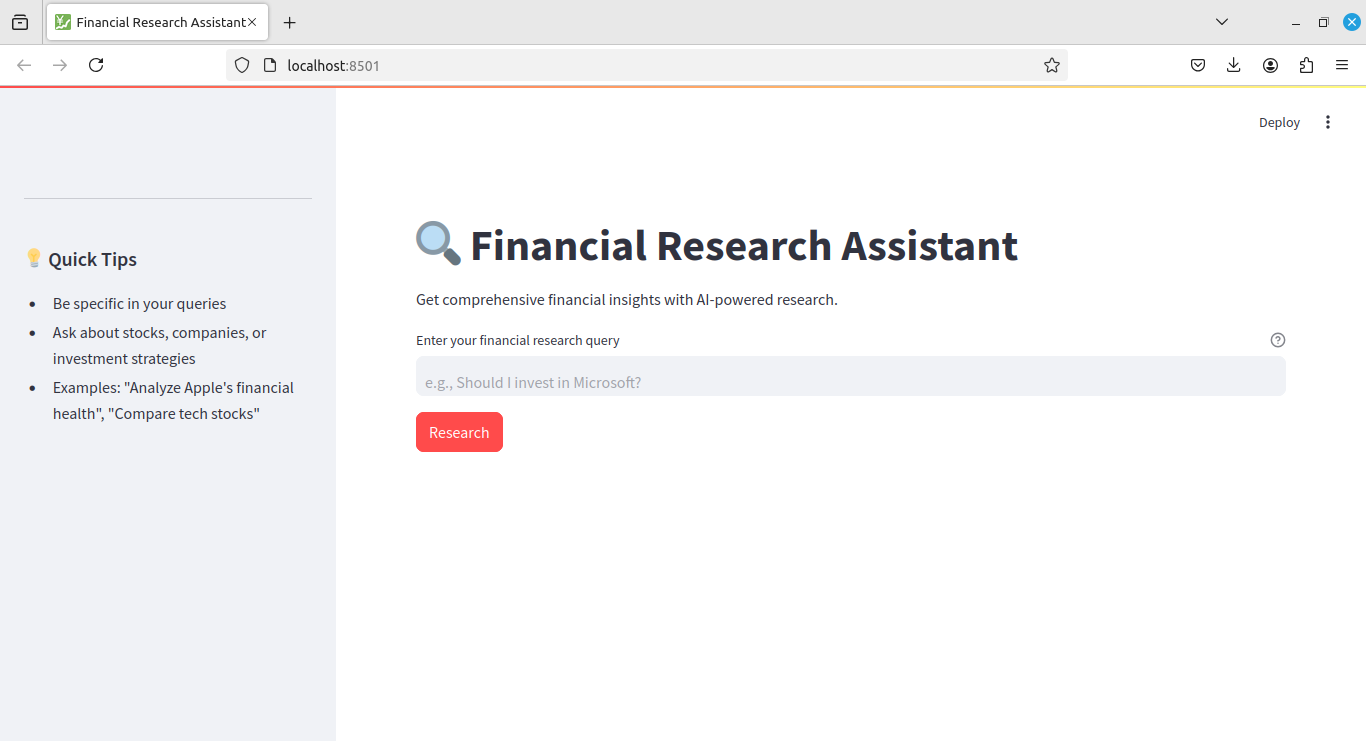 Financial Research Assistant
localhost:8501
Deploy
💡 Quick Tips
• Be specific in your queries
• Ask about stocks, companies, or
investment strategies
• Examples: "Analyze Apple's financial
health", "Compare tech stocks"
🔍 Financial Research Assistant
Get comprehensive financial insights with AI-powered research.
Enter your financial research query
e.g., Should I invest in Microsoft?
Research